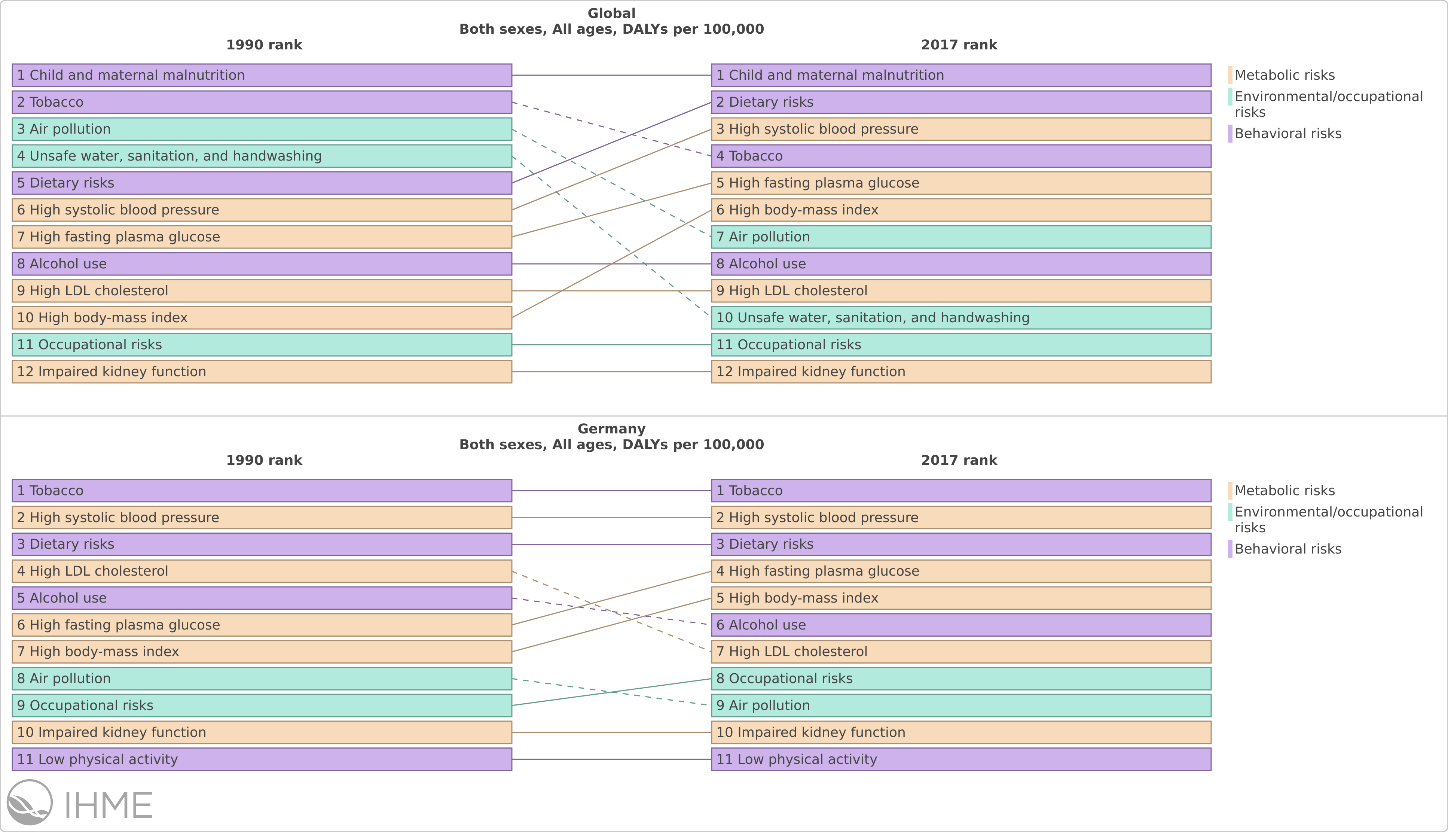 Global
Both sexes, All ages, DALYs per 100,000
1990 rank
2017 rank
1 Child and maternal malnutrition
2 Tobacco
3 Air pollution
4 Unsafe water, sanitation, and handwashing
5 Dietary risks
6 High systolic blood pressure
7 High fasting plasma glucose
8 Alcohol use
9 High LDL cholesterol
10 High body-mass index
11 Occupational risks
12 Impaired kidney function
1 Child and maternal malnutrition
2 Dietary risks
3 High systolic blood pressure
4 Tobacco
5 High fasting plasma glucose
6 High body-mass index
7 Air pollution
8 Alcohol use
9 High LDL cholesterol
10 Unsafe water, sanitation, and handwashing
11 Occupational risks
12 Impaired kidney function
Metabolic risks
Environmental/occupational
risks
Behavioral risks
Germany
Both sexes, All ages, DALYs per 100,000
1990 rank
2017 rank
1 Tobacco
2 High systolic blood pressure
3 Dietary risks
4 High LDL cholesterol
5 Alcohol use
6 High fasting plasma glucose
7 High body-mass index
8 Air pollution
9 Occupational risks
10 Impaired kidney function
11 Low physical activity
1 Tobacco
2 High systolic blood pressure
3 Dietary risks
4 High fasting plasma glucose
5 High body-mass index
6 Alcohol use
7 High LDL cholesterol
8 Occupational risks
9 Air pollution
10 Impaired kidney function
11 Low physical activity
Metabolic risks
Environmental/occupational
risks
Behavioral risks
IHME